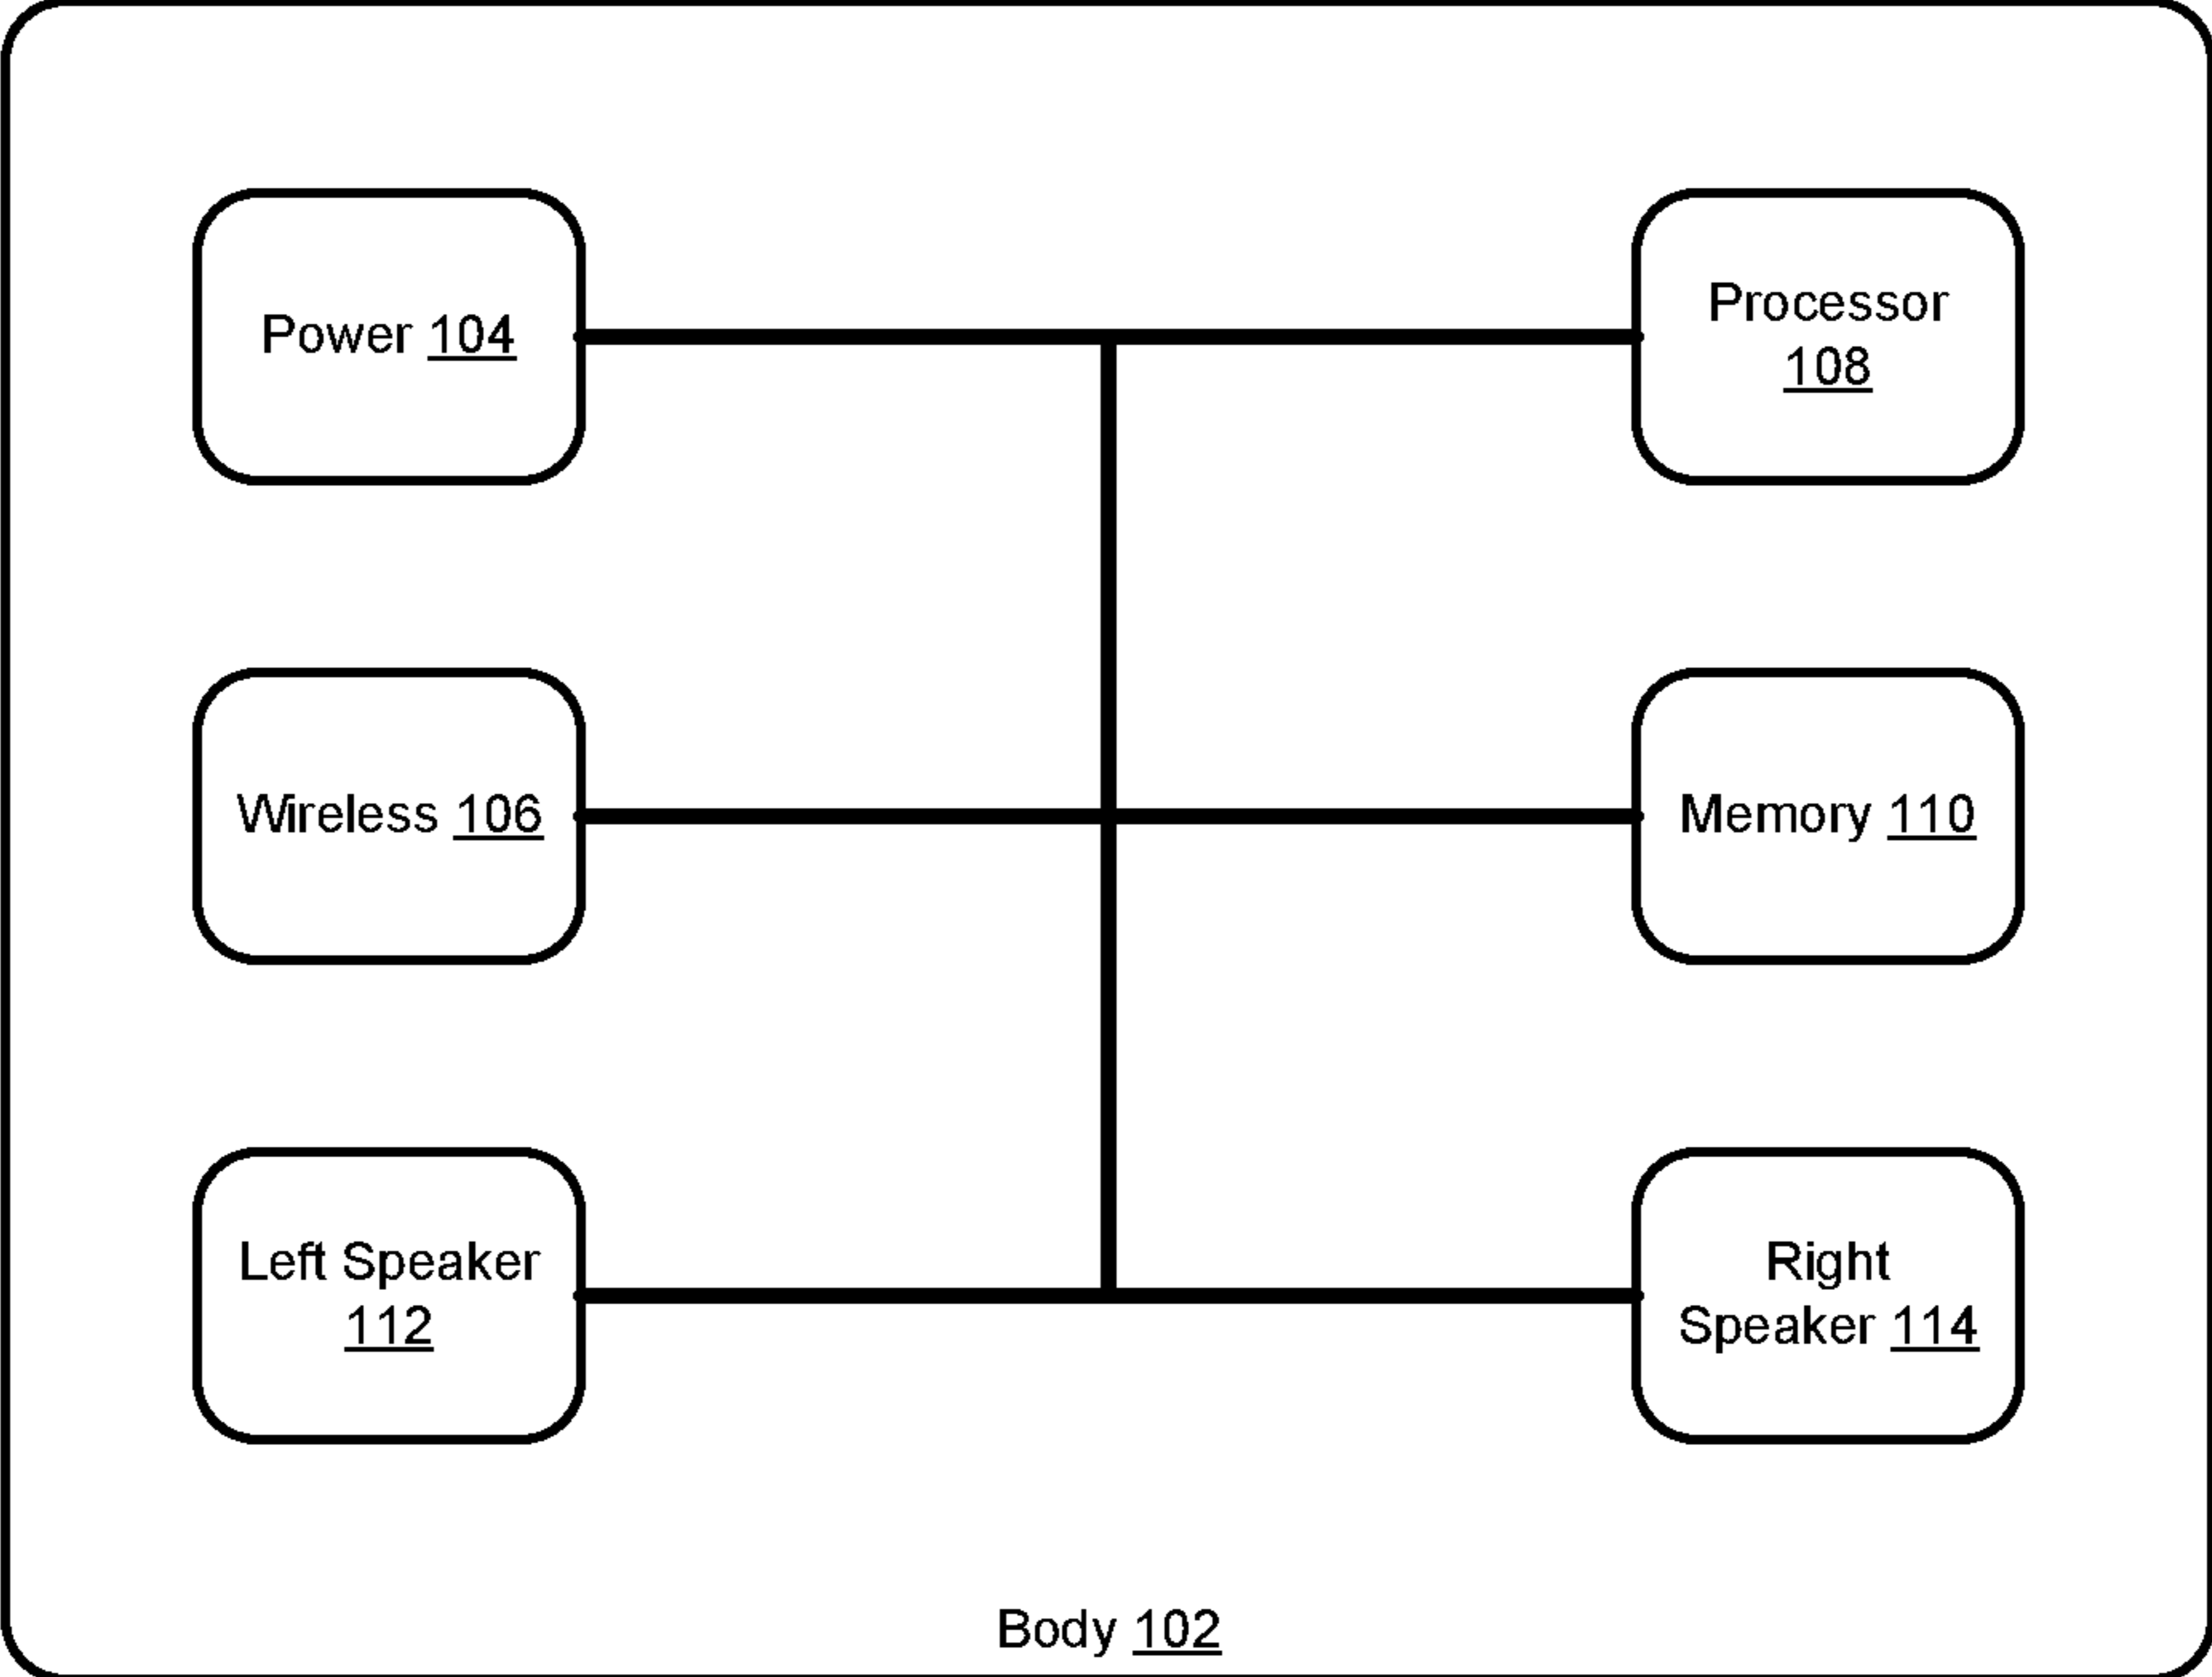 Power 104
Processor
108
Wireless 106
Memory 110
Left Speaker
112
Right
Speaker 114
Body 102